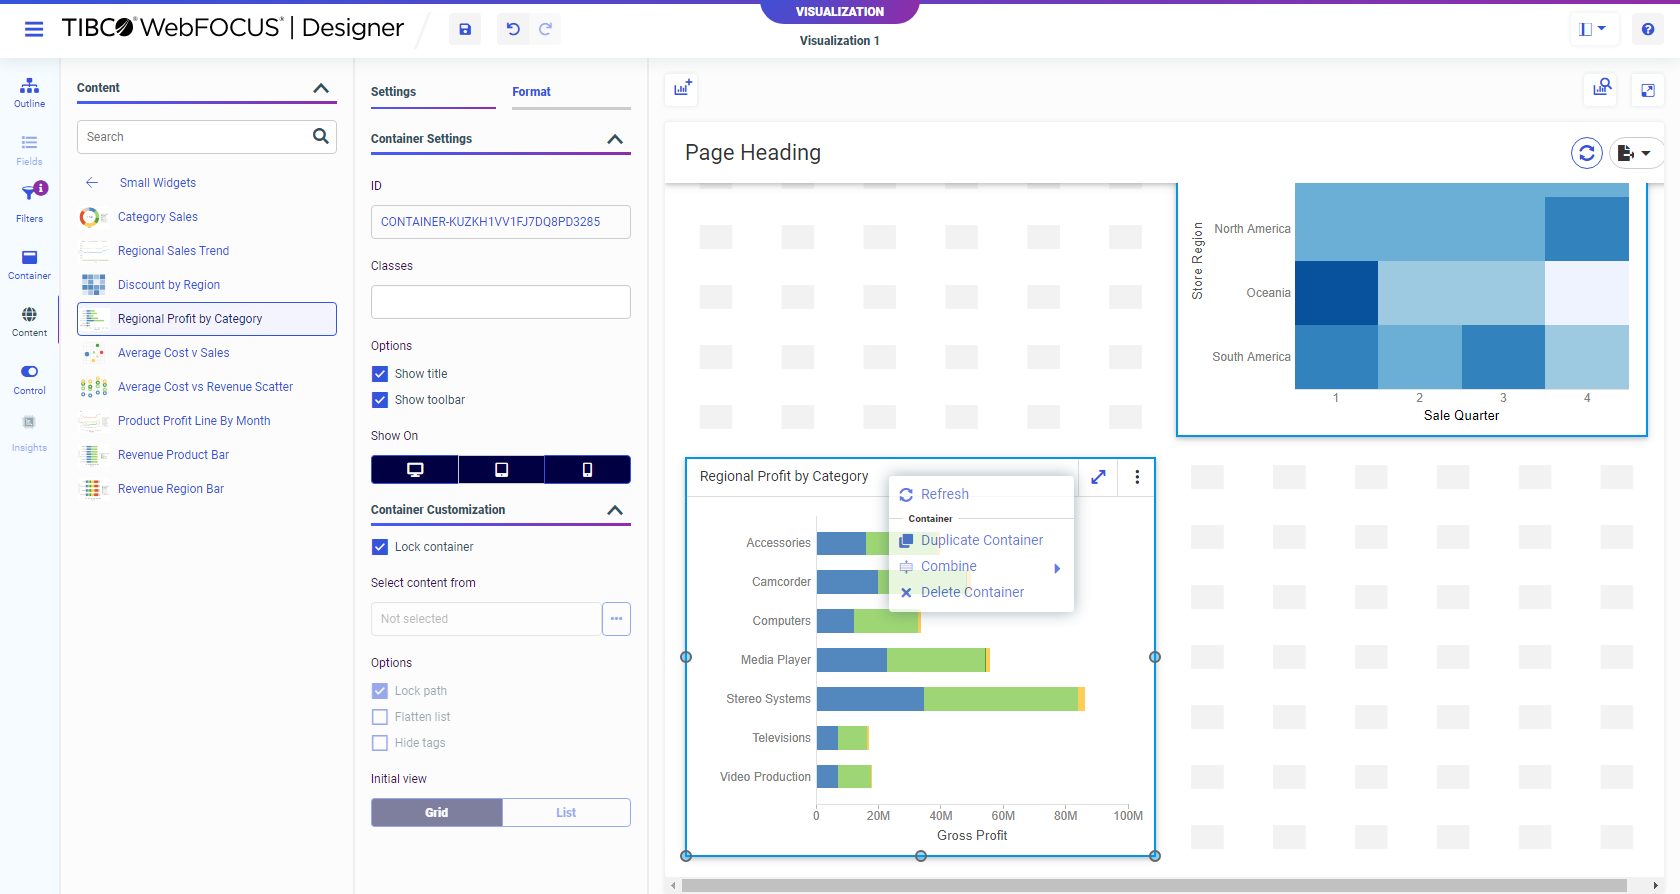 VISUALIZATION
TIBCO® WebFOCUS® | Designer
Visualization 1
Outline
Fields
Filters
Container
Content
Control
Insights
Content
Search
Small Widgets
Category Sales
Regional Sales Trend
Discount by Region
Regional Profit by Category
Average Cost v Sales
Average Cost vs Revenue Scatter
Product Profit Line By Month
Revenue Product Bar
Revenue Region Bar
Settings
Format
Container Settings
ID
CONTAINER-KUZKH1VV1FJ7DQ8PD3285
Classes
Options
Show title
Show toolbar
Show On
Container Customization
Lock container
Select content from
Not selected
Options
Lock path
Flatten list
Hide tags
Initial view
Grid
List
Page Heading
Store Region
North America
Oceania
South America
1 2 3 4
Sale Quarter
Regional Profit by Category
Refresh
Container
Duplicate Container
Combine
Delete Container
Accessories
Camcorder
Computers
Media Player
Stereo Systems
Televisions
Video Production
0 20M 40M 60M 80M 100M
Gross Profit